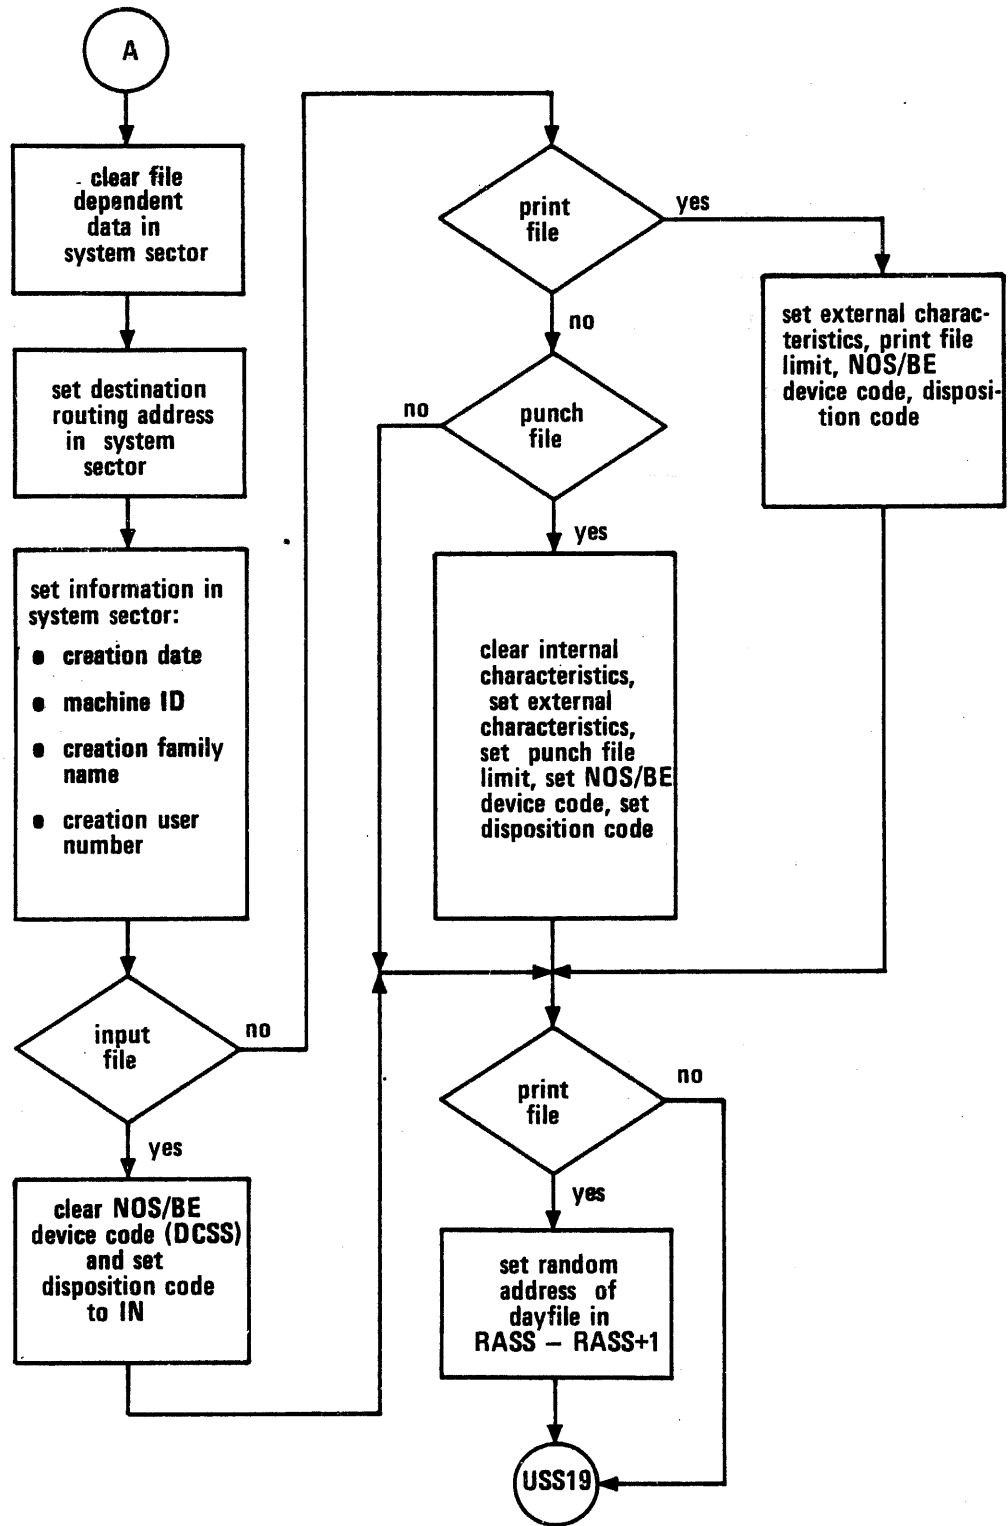 A
clear file
dependent
data in
system sector
set destination
routing address
in system
sector
set information in
system sector:
● creation date
● machine ID
● creation family
name
● creation user
number
input
file
no
yes
clear NOS/BE
device code (DCSS)
and set
disposition code
to IN
print
file
yes
no
set external charac-
teristics, print file
limit, NOS/BE
device code, disposi-
tion code
punch
file
no
yes
clear internal
characteristics,
set external
characteristics,
set punch file
limit, set NOS/BE
device code, set
disposition code
print
file
no
yes
set random
address of
dayfile in
RASS – RASS+1
USS19